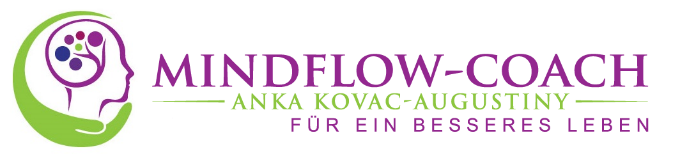 MINDFLOW-COACH
ANKA KOVAC-AUGUSTINY
FÜR EIN BESSERES LEBEN